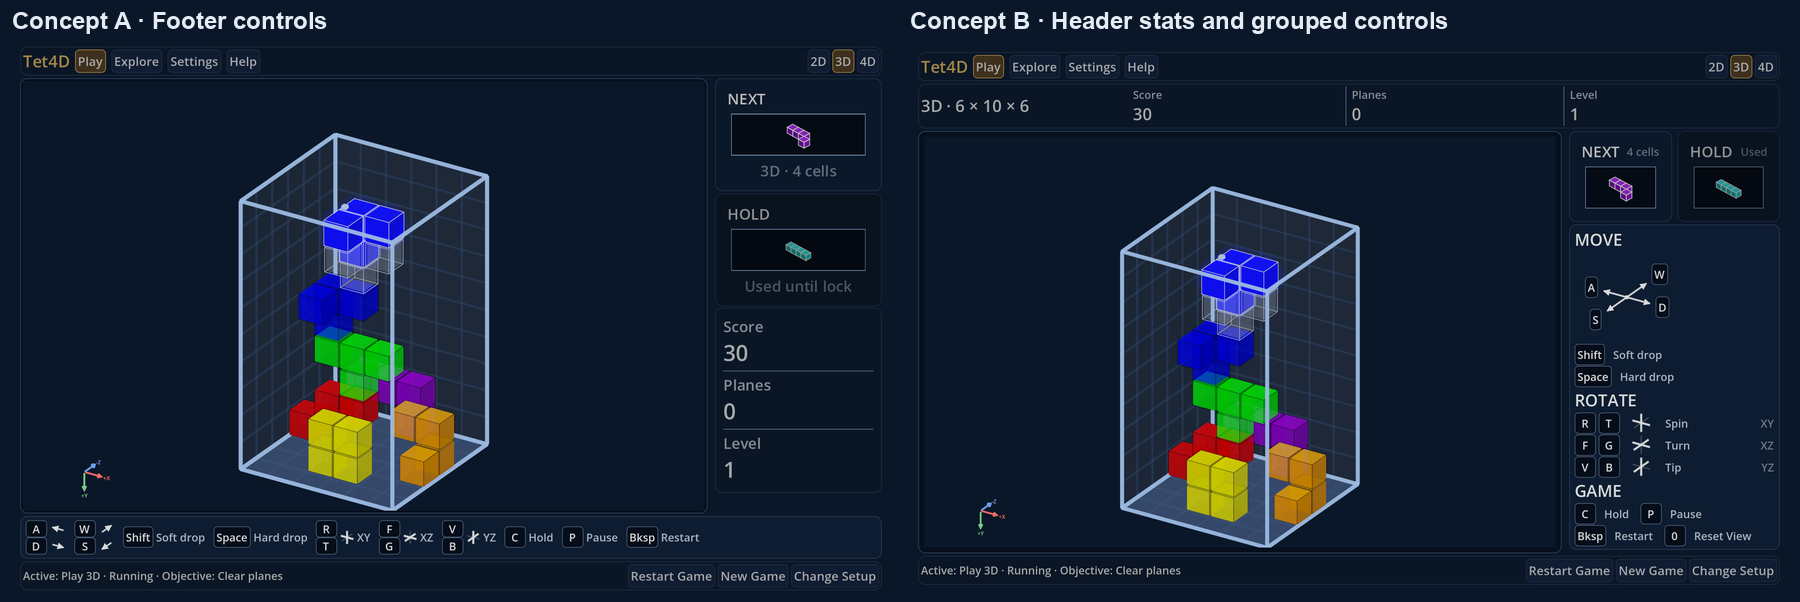 Concept A · Footer controls
Tet4D Play Explore Settings Help 2D 3D 4D
NEXT
3D · 4 cells
HOLD
Used until lock
Score
30
Planes
0
Level
1
z
+X
+Y
A W Shift Soft drop Space Hard drop R XY F XZ V YZ C Hold P Pause Bksp Restart
D S T G B
Active: Play 3D · Running · Objective: Clear planes Restart Game New Game Change Setup
Concept B · Header stats and grouped controls
Tet4D Play Explore Settings Help 2D 3D 4D
3D · 6 × 10 × 6
Score
30
Planes
0
Level
1
NEXT 4 cells
HOLD Used
MOVE
W
A
D
S
Shift Soft drop
Space Hard drop
ROTATE
R T Spin XY
F G Turn XZ
V B Tip YZ
GAME
C Hold P Pause
Bksp Restart 0 Reset View
z
+X
+Y
Active: Play 3D · Running · Objective: Clear planes Restart Game New Game Change Setup